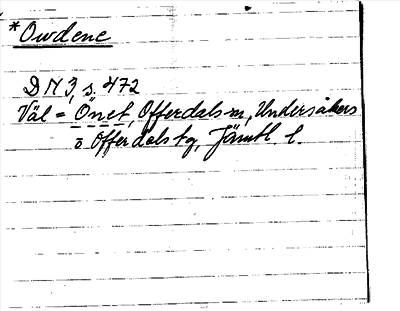 *Owdene
DN 3, s. 472
Väl = Önet, Offerdals sn, Undersåkers
o Offerdals tg, Jämtl l.